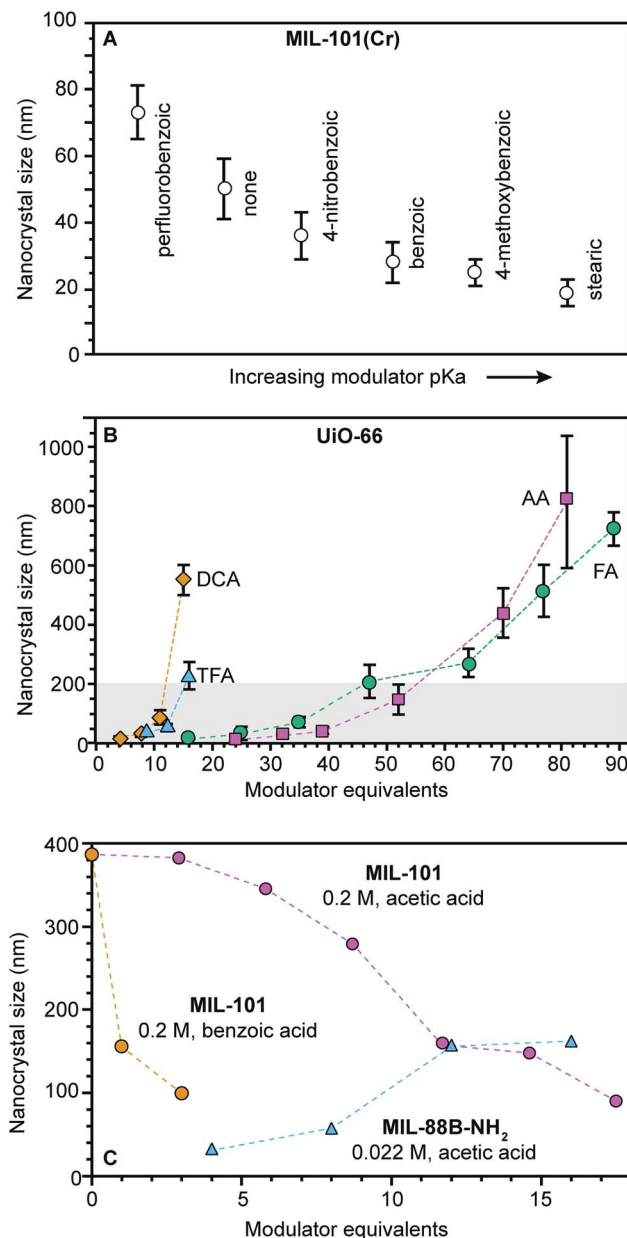 A
MIL-101(Cr)
100
80
60
40
20
0
Nanocrystal size (nm)
perfluorobenzoic
none
4-nitrobenzoic
benzoic
4-methoxybenzoic
stearic
Increasing modulator pKa
B
UiO-66
1000
800
600
400
200
0
Nanocrystal size (nm)
DCA
TFA
AA
FA
0 10 20 30 40 50 60 70 80 90
Modulator equivalents
400
300
200
100
0
Nanocrystal size (nm)
MIL-101
0.2 M, acetic acid
MIL-101
0.2 M, benzoic acid
MIL-88B-NH₂
0.022 M, acetic acid
C
0 5 10 15
Modulator equivalents